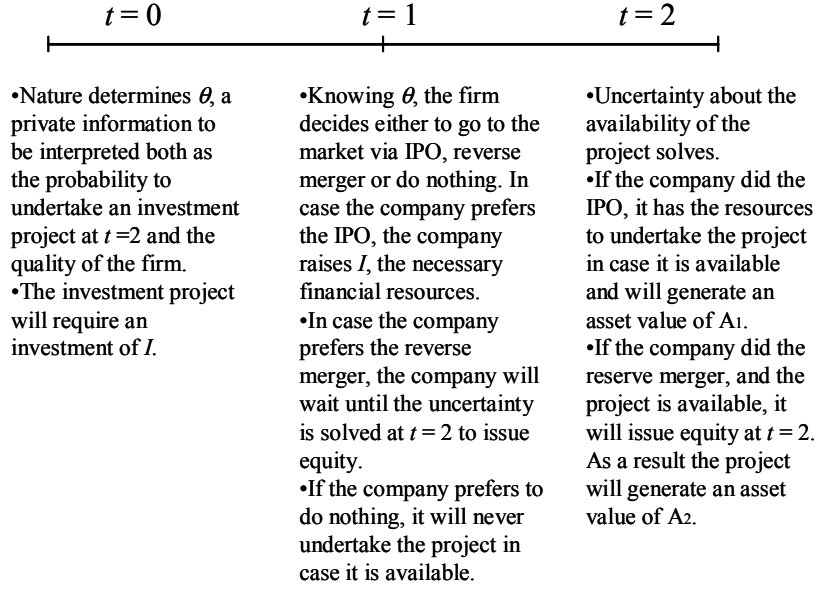 t = 0
t = 1
t = 2
•Nature determines θ, a
private information to
be interpreted both as
the probability to
undertake an investment
project at t =2 and the
quality of the firm.
•The investment project
will require an
investment of I.
•Knowing θ, the firm
decides either to go to the
market via IPO, reverse
merger or do nothing. In
case the company prefers
the IPO, the company
raises I, the necessary
financial resources.
•In case the company
prefers the reverse
merger, the company will
wait until the uncertainty
is solved at t = 2 to issue
equity.
•If the company prefers to
do nothing, it will never
undertake the project in
case it is available.
•Uncertainty about the
availability of the
project solves.
•If the company did the
IPO, it has the resources
to undertake the project
in case it is available
and will generate an
asset value of A1.
•If the company did the
reserve merger, and the
project is available, it
will issue equity at t = 2.
As a result the project
will generate an asset
value of A2.